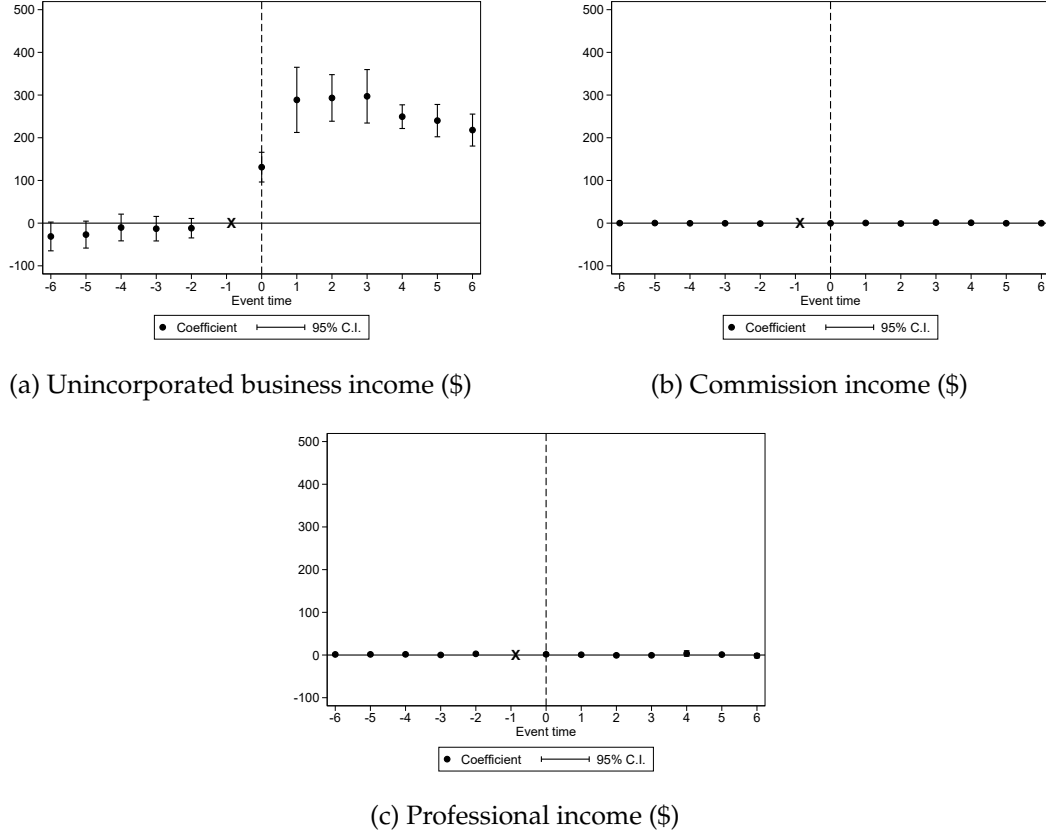 500
400
300
200
100
0
-100
X
-6 -5 -4 -3 -2 -1 0 1 2 3 4 5 6
Event time
Coefficient 95% C.I.
(a) Unincorporated business income ($)
500
400
300
200
100
0
-100
X
-6 -5 -4 -3 -2 -1 0 1 2 3 4 5 6
Event time
Coefficient 95% C.I.
(b) Commission income ($)
500
400
300
200
100
0
-100
X
-6 -5 -4 -3 -2 -1 0 1 2 3 4 5 6
Event time
Coefficient 95% C.I.
(c) Professional income ($)